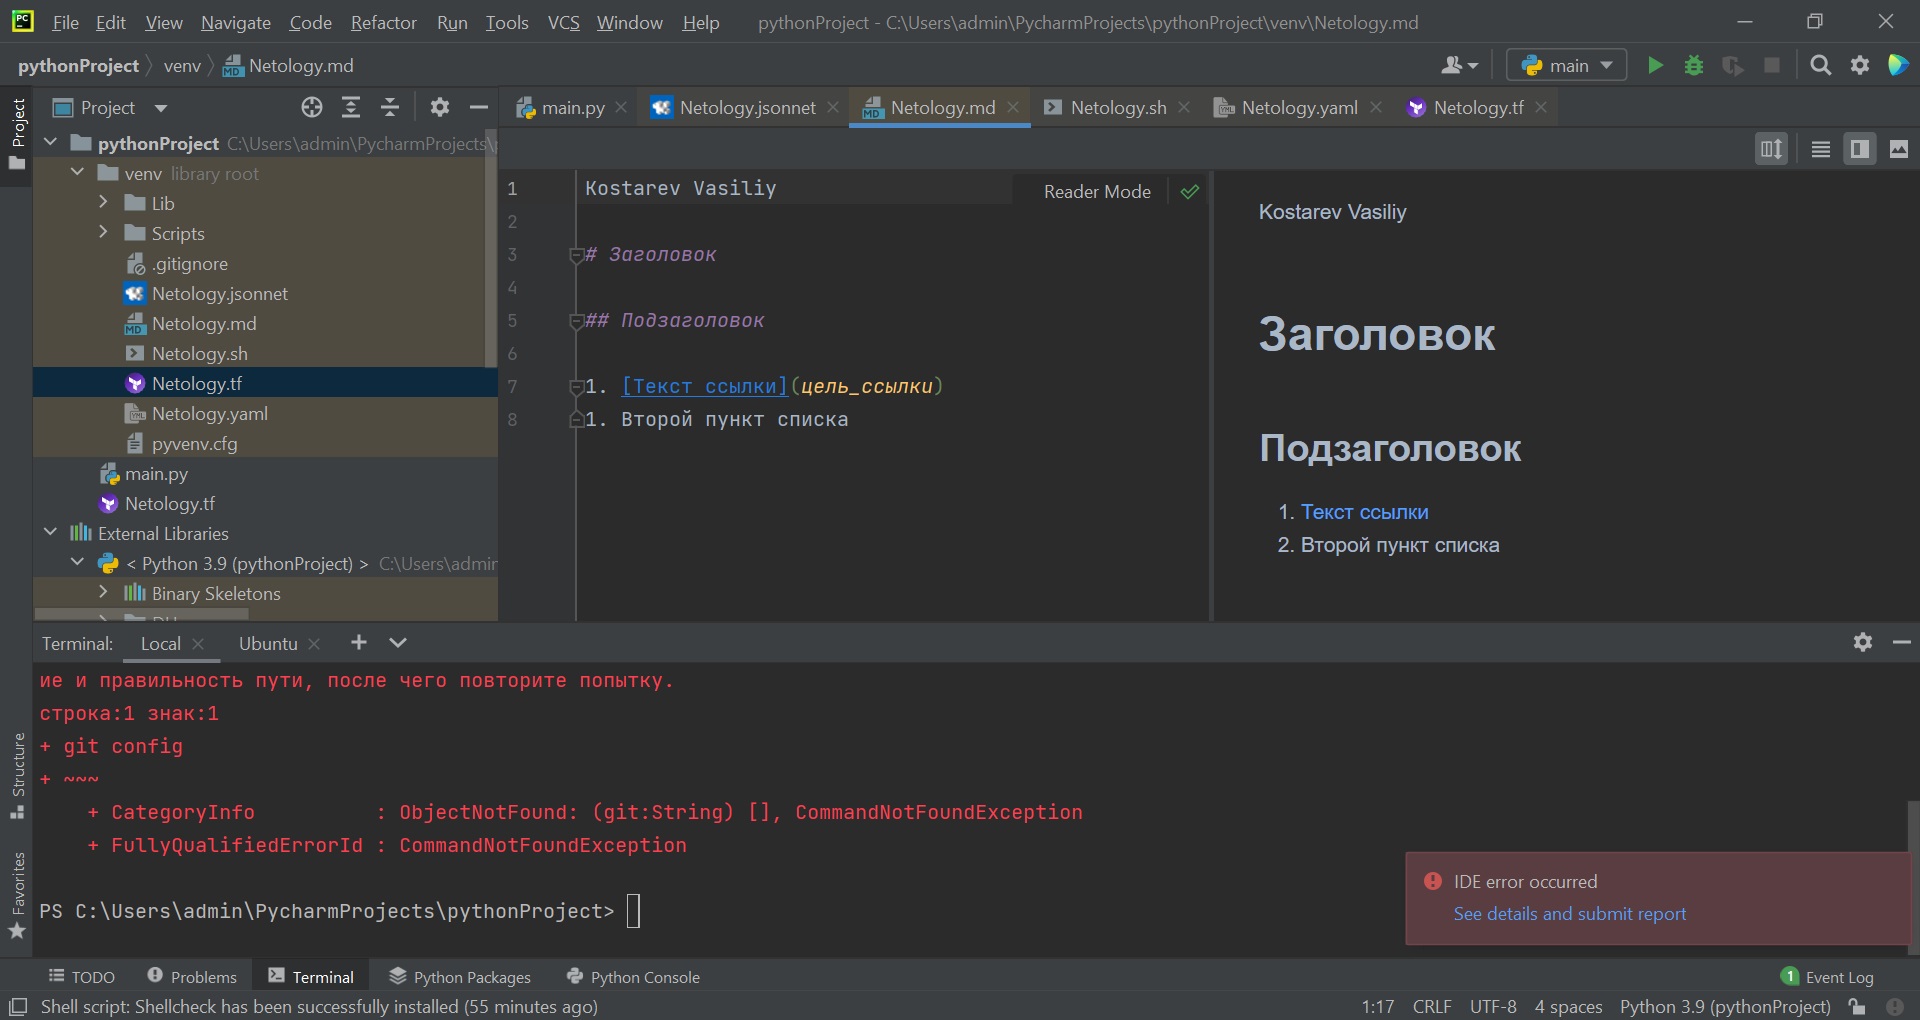 PC File Edit View Navigate Code Refactor Run Tools VCS Window Help pythonProject - C:\Users\admin\PycharmProjects\pythonProject\venv\Netology.md
pythonProject venv Netology.md main
Project
Project
main.py Netology.jsonnet Netology.md Netology.sh Netology.yaml Netology.tf
pythonProject C:\Users\admin\PycharmProjects\
venv library root
Lib
Scripts
.gitignore
Netology.jsonnet
Netology.md
Netology.sh
Netology.tf
Netology.yaml
pyvenv.cfg
main.py
Netology.tf
External Libraries
< Python 3.9 (pythonProject) > C:\Users\admin
Binary Skeletons
1 Kostarev Vasiliy
Reader Mode
2
3 # Заголовок
4
5 ## Подзаголовок
6
7 1. [Текст ссылки](цель_ссылки)
8 1. Второй пункт списка
Kostarev Vasiliy
Заголовок
Подзаголовок
1. Текст ссылки
2. Второй пункт списка
Terminal: Local Ubuntu
ие и правильность пути, после чего повторите попытку.
строка:1 знак:1
+ git config
+ ~~~
+ CategoryInfo : ObjectNotFound: (git:String) [], CommandNotFoundException
+ FullyQualifiedErrorId : CommandNotFoundException
PS C:\Users\admin\PycharmProjects\pythonProject>
Structure
Favorites
IDE error occurred
See details and submit report
TODO Problems Terminal Python Packages Python Console 1 Event Log
Shell script: Shellcheck has been successfully installed (55 minutes ago) 1:17 CRLF UTF-8 4 spaces Python 3.9 (pythonProject)